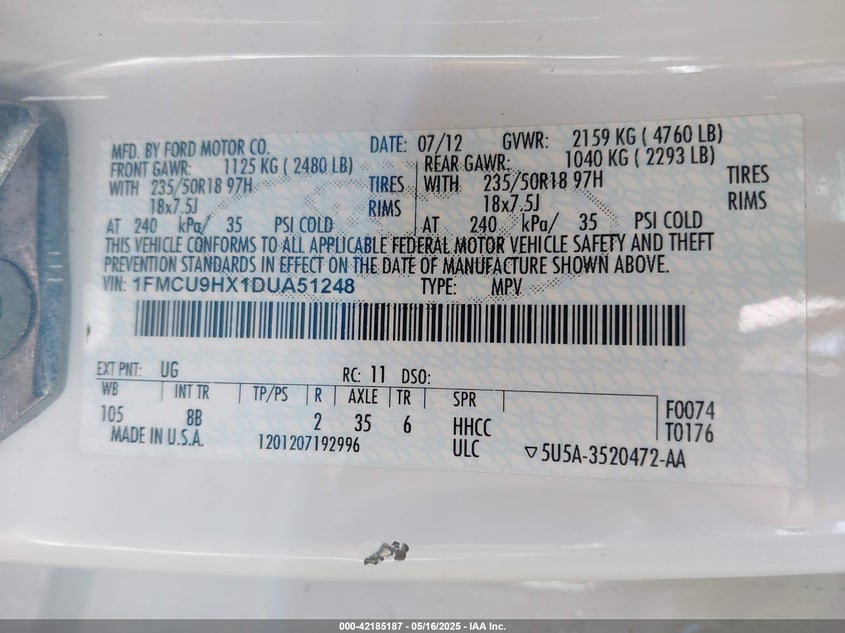 MFD. BY FORD MOTOR CO. DATE: 07/12 GVWR: 2159 KG ( 4760 LB)
FRONT GAWR: 1125 KG ( 2480 LB) REAR GAWR: 1040 KG ( 2293 LB)
WITH 235/50R18 97H TIRES WITH 235/50R18 97H TIRES
18x7.5J RIMS 18x7.5J RIMS
AT 240 kPa/ 35 PSI COLD AT 240 kPa/ 35 PSI COLD
THIS VEHICLE CONFORMS TO ALL APPLICABLE FEDERAL MOTOR VEHICLE SAFETY AND THEFT
PREVENTION STANDARDS IN EFFECT ON THE DATE OF MANUFACTURE SHOWN ABOVE.
VIN: 1FMCU9HX1DUA51248 TYPE: MPV
EXT PNT: UG RC: 11 DSO:
WB INT TR TP/PS R AXLE TR SPR
105 8B 2 35 6 HHCC F0074
MADE IN U.S.A. 1201207192996 ULC T0176
▽5U5A-3520472-AA
000-42185187 - 05/16/2025 - IAA Inc.